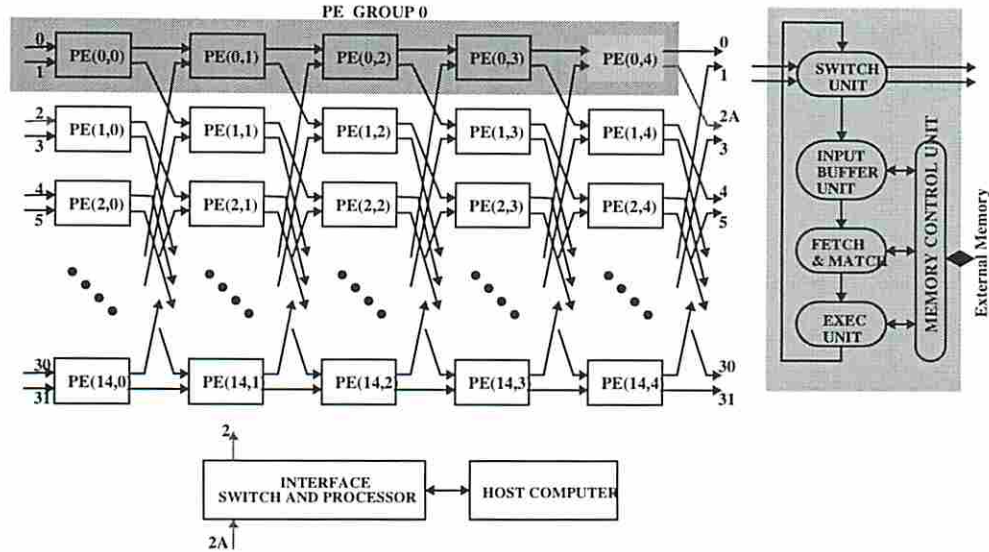 PE GROUP 0
0 PE(0,0) PE(0,1) PE(0,2) PE(0,3) PE(0,4) 0
1 1
2 PE(1,0) PE(1,1) PE(1,2) PE(1,3) PE(1,4) 2A
3 3
4 PE(2,0) PE(2,1) PE(2,2) PE(2,3) PE(2,4) 4
5 5
30 PE(14,0) PE(14,1) PE(14,2) PE(14,3) PE(14,4) 30
31 31
2
INTERFACE
SWITCH AND PROCESSOR
HOST COMPUTER
2A
SWITCH
UNIT
INPUT
BUFFER
UNIT
FETCH
& MATCH
EXEC
UNIT
MEMORY CONTROL UNIT
External Memory